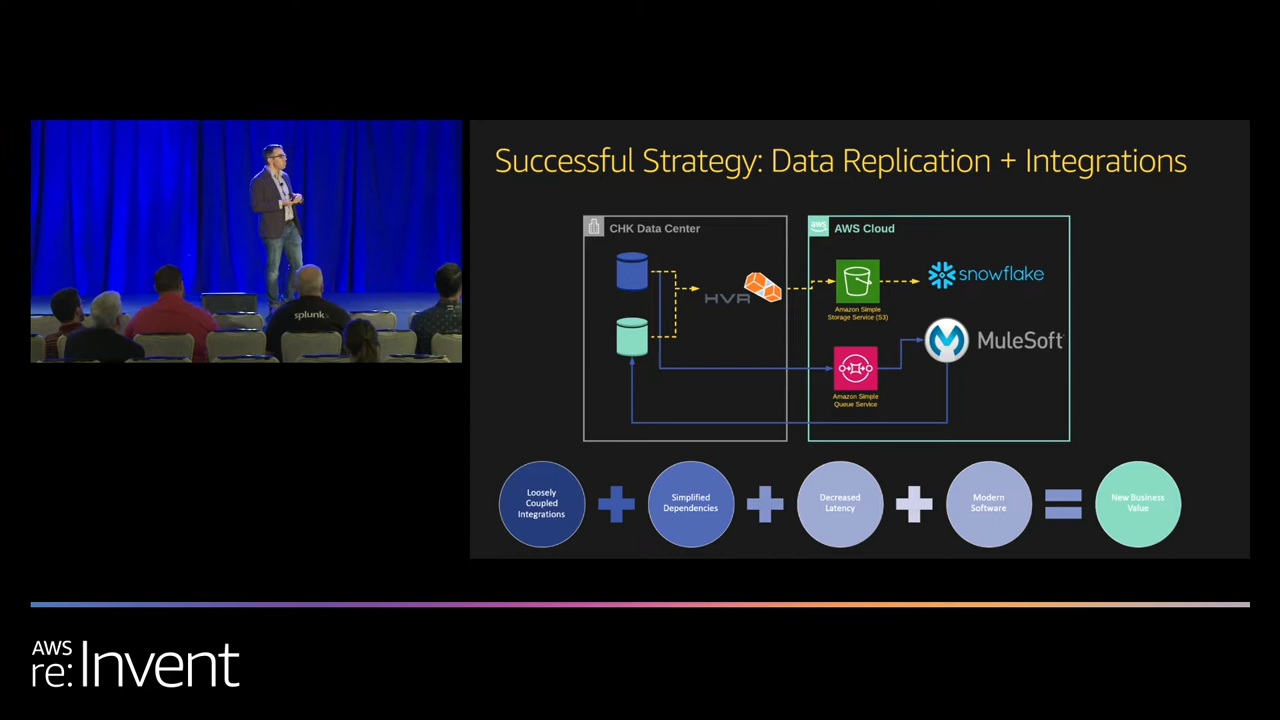 Successful Strategy: Data Replication + Integrations
CHK Data Center
aws
AWS Cloud
HVR
snowflake
Amazon Simple
Storage Service (S3)
MuleSoft
Amazon Simple
Queue Service
Loosely
Coupled
Integrations
Simplified
Dependencies
Decreased
Latency
Modern
Software
New Business
Value
splunk
AWS
re:Invent